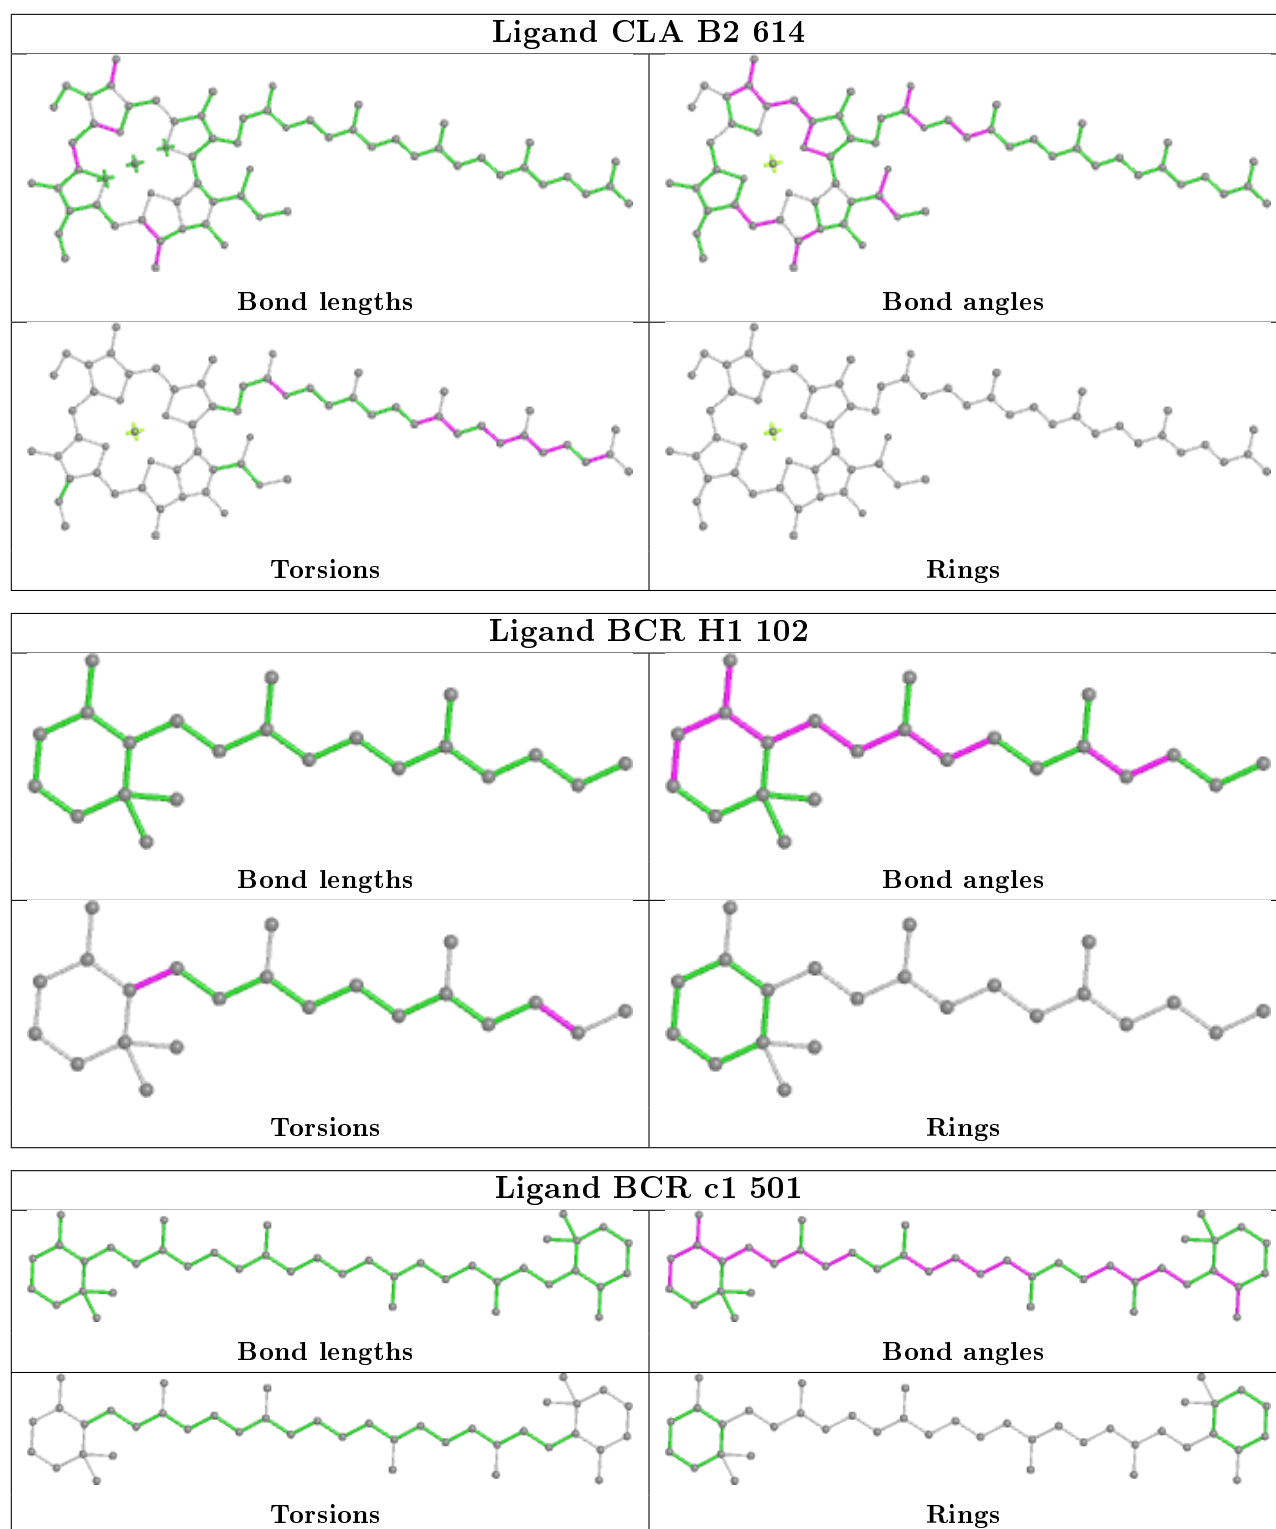 Ligand CLA B2 614
Bond lengths
Bond angles
Torsions
Rings
Ligand BCR H1 102
Bond lengths
Bond angles
Torsions
Rings
Ligand BCR c1 501
Bond lengths
Bond angles
Torsions
Rings